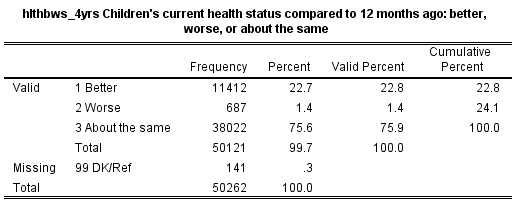 hlthbws_4yrs Children's current health status compared to 12 months ago: better,
worse, or about the same
Frequency Percent Valid Percent Cumulative Percent
Valid 1 Better 11412 22.7 22.8 22.8
2 Worse 687 1.4 1.4 24.1
3 About the same 38022 75.6 75.9 100.0
Total 50121 99.7 100.0
Missing 99 DK/Ref 141 .3
Total 50262 100.0